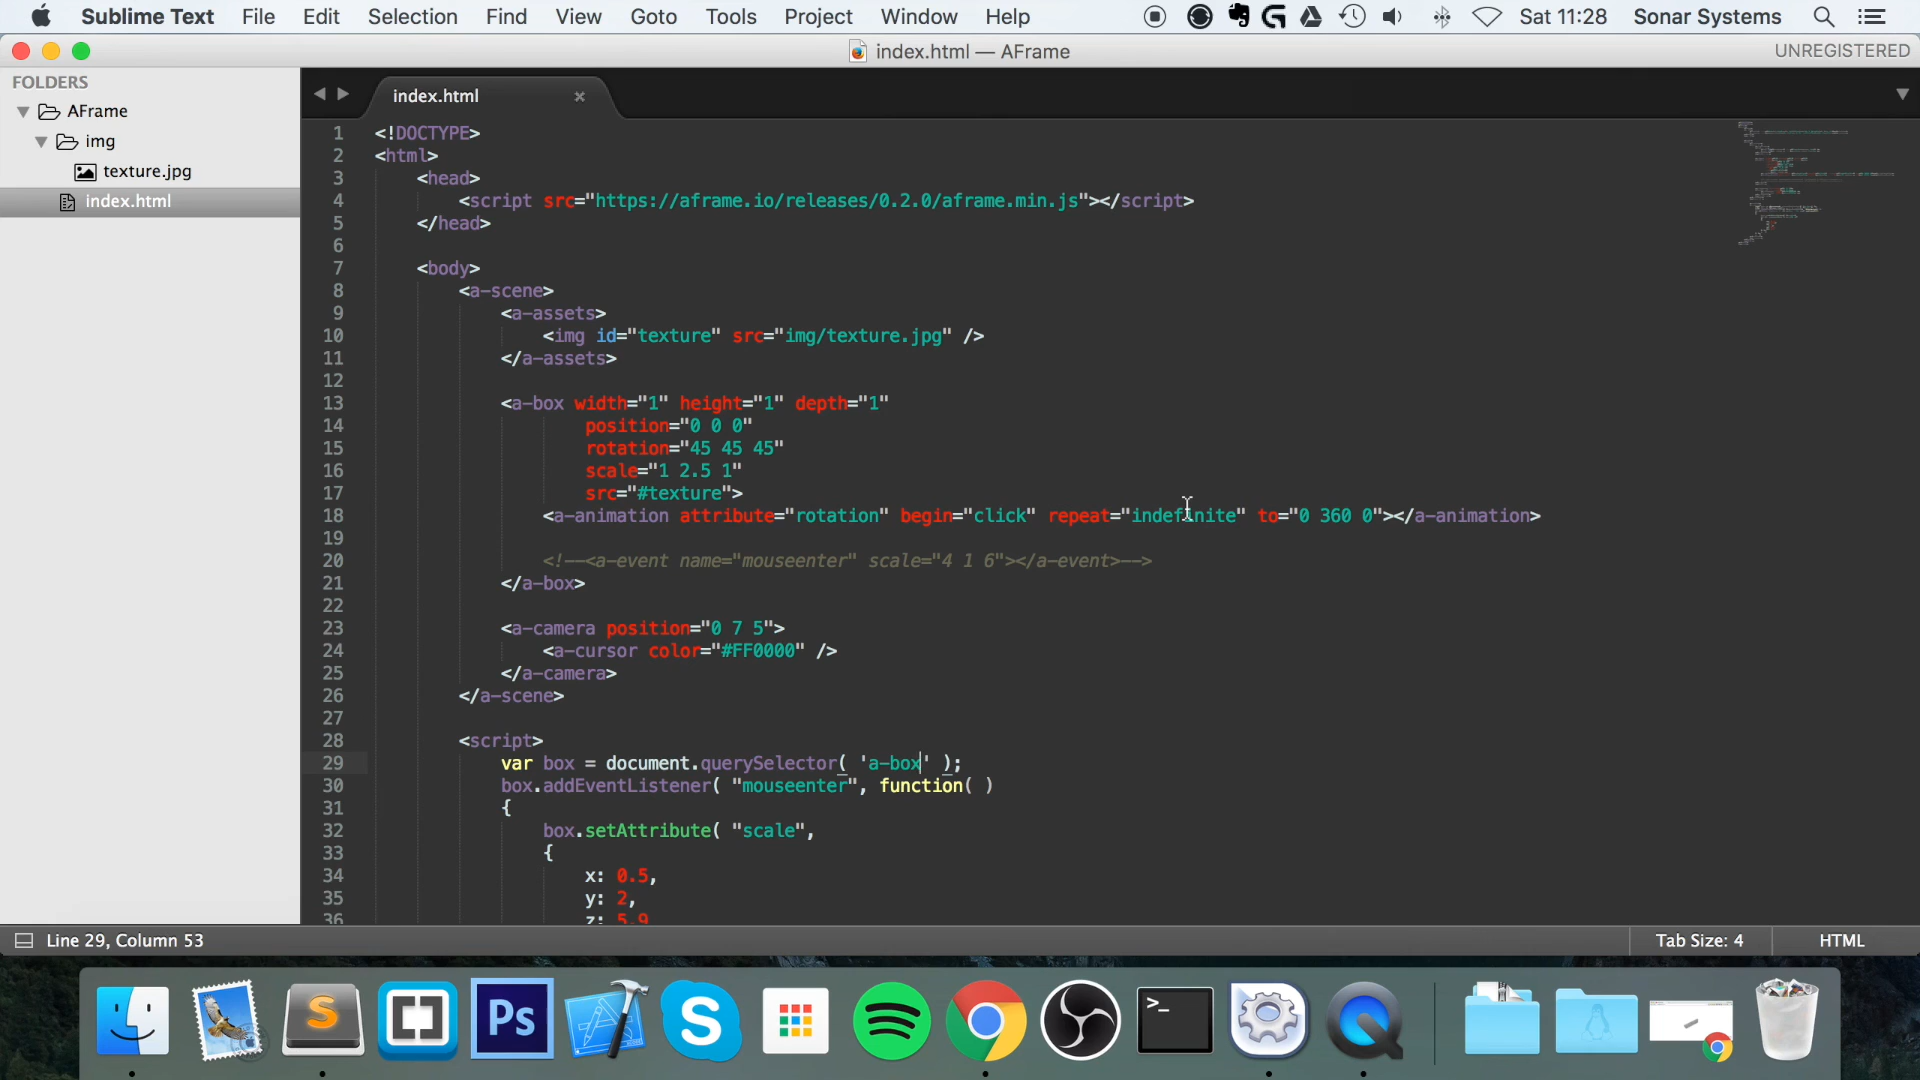 Sublime Text File Edit Selection Find View Goto Tools Project Window Help Sat 11:28 Sonar Systems
index.html — AFrame UNREGISTERED
FOLDERS
AFrame
img
texture.jpg
index.html
index.html
1 <!DOCTYPE>
2 <html>
3 <head>
4 <script src="https://aframe.io/releases/0.2.0/aframe.min.js"></script>
5 </head>
6
7 <body>
8 <a-scene>
9 <a-assets>
10 <img id="texture" src="img/texture.jpg" />
11 </a-assets>
12
13 <a-box width="1" height="1" depth="1"
14 position="0 0 0"
15 rotation="45 45 45"
16 scale="1 2.5 1"
17 src="#texture">
18 <a-animation attribute="rotation" begin="click" repeat="indefinite" to="0 360 0"></a-animation>
19
20 <!--<a-event name="mouseenter" scale="4 1 6"></a-event>-->
21 </a-box>
22
23 <a-camera position="0 7 5">
24 <a-cursor color="#FF0000" />
25 </a-camera>
26 </a-scene>
27
28 <script>
29 var box = document.querySelector( 'a-box' );
30 box.addEventListener( "mouseenter", function( )
31 {
32 box.setAttribute( "scale",
33 {
34 x: 0.5,
35 y: 2,
36 z: 5.9
Line 29, Column 53 Tab Size: 4 HTML
S Ps S >_